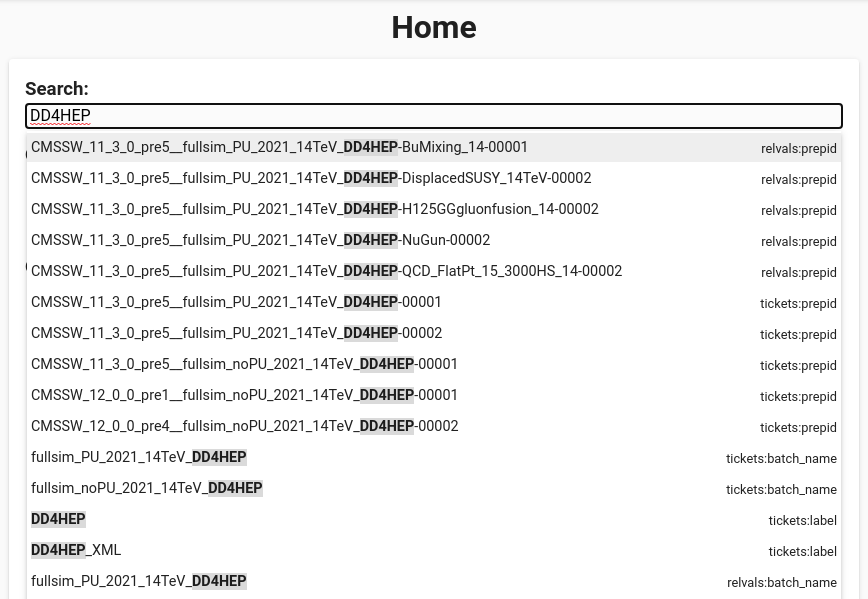 Home
Search:
DD4HEP
CMSSW_11_3_0_pre5__fullsim_PU_2021_14TeV_DD4HEP-BuMixing_14-00001 relvals:prepid
CMSSW_11_3_0_pre5__fullsim_PU_2021_14TeV_DD4HEP-DisplacedSUSY_14TeV-00002 relvals:prepid
CMSSW_11_3_0_pre5__fullsim_PU_2021_14TeV_DD4HEP-H125GGgluonfusion_14-00002 relvals:prepid
CMSSW_11_3_0_pre5__fullsim_PU_2021_14TeV_DD4HEP-NuGun-00002 relvals:prepid
CMSSW_11_3_0_pre5__fullsim_PU_2021_14TeV_DD4HEP-QCD_FlatPt_15_3000HS_14-00002 relvals:prepid
CMSSW_11_3_0_pre5__fullsim_PU_2021_14TeV_DD4HEP-00001 tickets:prepid
CMSSW_11_3_0_pre5__fullsim_PU_2021_14TeV_DD4HEP-00002 tickets:prepid
CMSSW_11_3_0_pre5__fullsim_noPU_2021_14TeV_DD4HEP-00001 tickets:prepid
CMSSW_12_0_0_pre1__fullsim_noPU_2021_14TeV_DD4HEP-00001 tickets:prepid
CMSSW_12_0_0_pre4__fullsim_noPU_2021_14TeV_DD4HEP-00002 tickets:prepid
fullsim_PU_2021_14TeV_DD4HEP tickets:batch_name
fullsim_noPU_2021_14TeV_DD4HEP tickets:batch_name
DD4HEP tickets:label
DD4HEP_XML tickets:label
fullsim_PU_2021_14TeV_DD4HEP relvals:batch_name